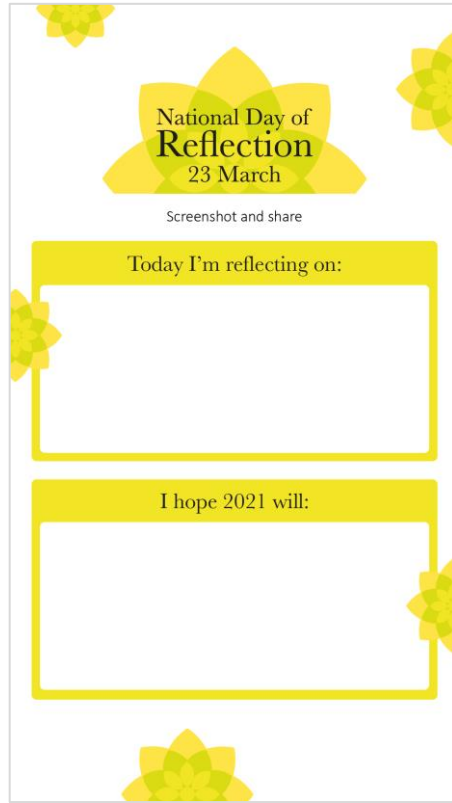 National Day of
Reflection
23 March
Screenshot and share
Today I’m reflecting on:
I hope 2021 will: